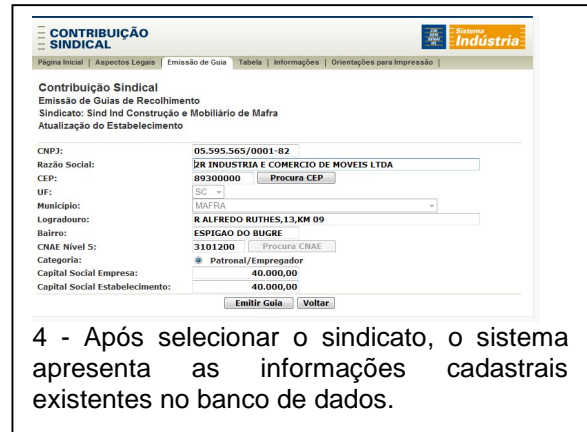 CONTRIBUIÇÃO
SINDICAL
Sistema
Indústria
Página Inicial | Aspectos Legais | Emissão de Guia | Tabela | Informações | Orientações para Impressão |
Contribuição Sindical
Emissão de Guias de Recolhimento
Sindicato: Sind Ind Construção e Mobiliário de Mafra
Atualização do Estabelecimento
CNPJ: 05.595.565/0001-82
Razão Social: 2R INDUSTRIA E COMERCIO DE MOVEIS LTDA
CEP: 89300000 Procura CEP
UF: SC
Município: MAFRA
Logradouro: R ALFREDO RUTHES,13,KM 09
Bairro: ESPIGAO DO BUGRE
CNAE Nível 5: 3101200 Procura CNAE
Categoria: Patronal/Empregador
Capital Social Empresa: 40.000,00
Capital Social Estabelecimento: 40.000,00
Emitir Guia Voltar
4 - Após selecionar o sindicato, o sistema
apresenta as informações cadastrais
existentes no banco de dados.